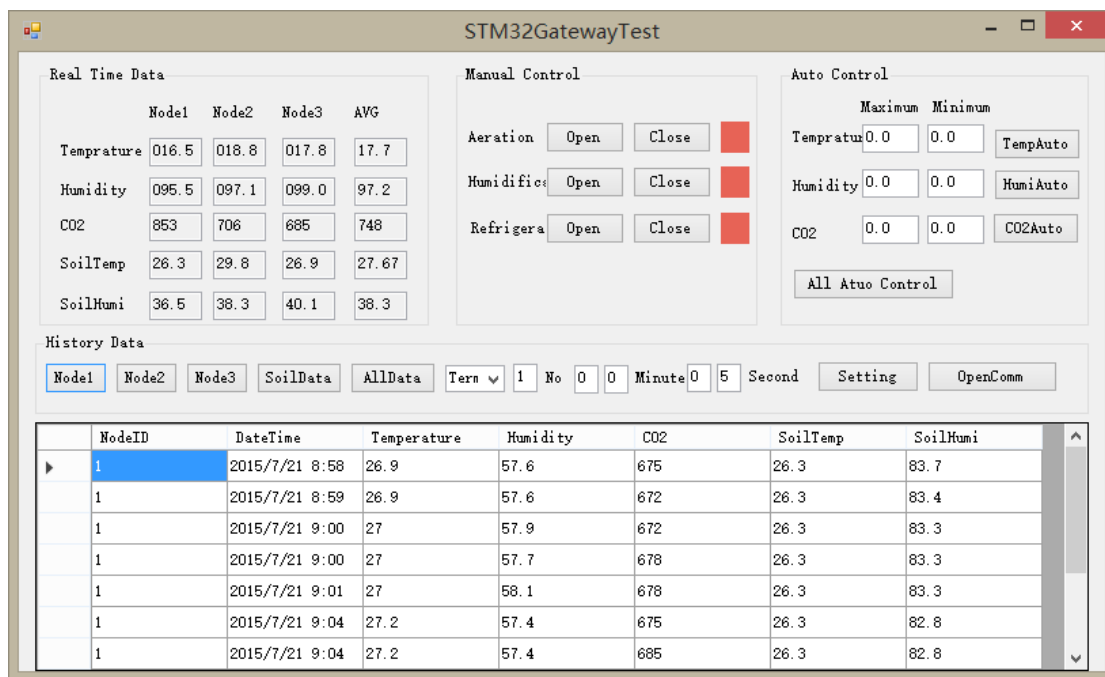 STM32GatewayTest
Real Time Data
Node1 Node2 Node3 AVG
Temprature 016.5 018.8 017.8 17.7
Humidity 095.5 097.1 099.0 97.2
CO2 853 706 685 748
SoilTemp 26.3 29.8 26.9 27.67
SoilHumi 36.5 38.3 40.1 38.3
Manual Control
Aeration Open Close
Humidific Open Close
Refrigera Open Close
Auto Control
Maximum Minimum
Tempratu 0.0 0.0 TempAuto
Humidity 0.0 0.0 HumiAuto
CO2 0.0 0.0 CO2Auto
All Atuo Control
History Data
Node1 Node2 Node3 SoilData AllData Term 1 No 0 0 Minute 0 5 Second Setting OpenComm
NodeID DateTime Temperature Humidity CO2 SoilTemp SoilHumi
1 2015/7/21 8:58 26.9 57.6 675 26.3 83.7
1 2015/7/21 8:59 26.9 57.6 672 26.3 83.4
1 2015/7/21 9:00 27 57.9 672 26.3 83.3
1 2015/7/21 9:00 27 57.7 678 26.3 83.3
1 2015/7/21 9:01 27 58.1 678 26.3 83.3
1 2015/7/21 9:04 27.2 57.4 675 26.3 82.8
1 2015/7/21 9:04 27.2 57.4 685 26.3 82.8